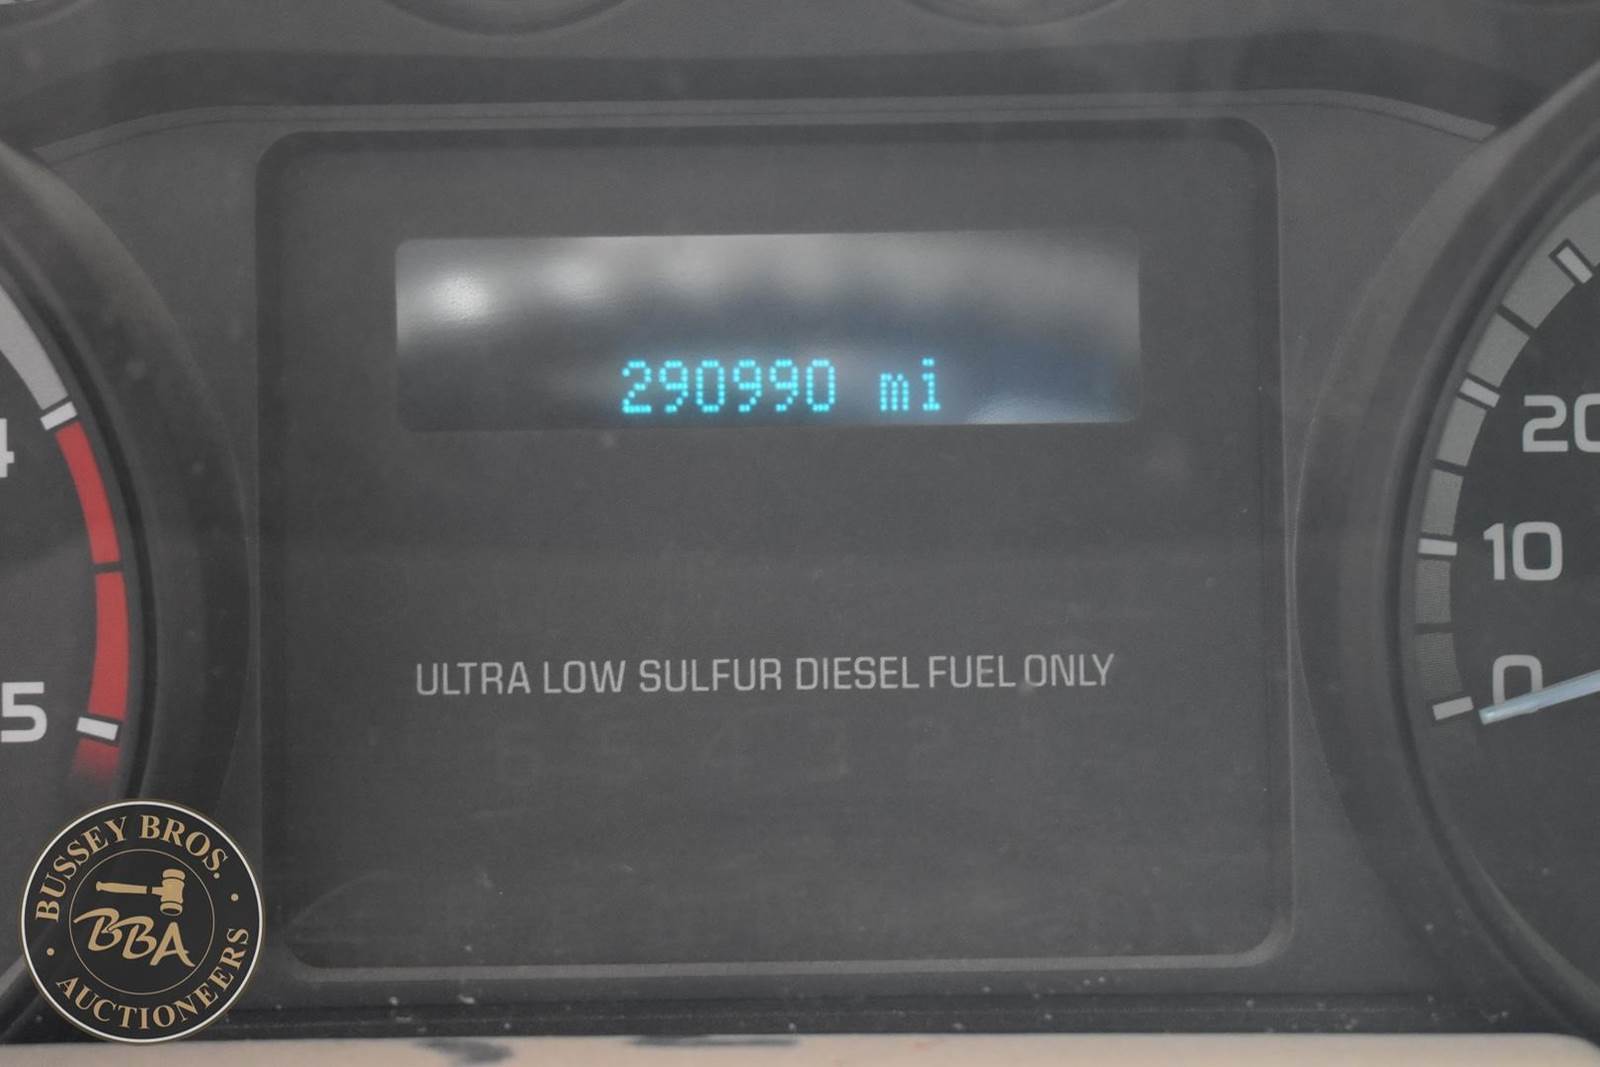 290990 mi
4
20
10
ULTRA LOW SULFUR DIESEL FUEL ONLY
0
5
BUSSEY BROS.
BBA
AUCTIONEERS